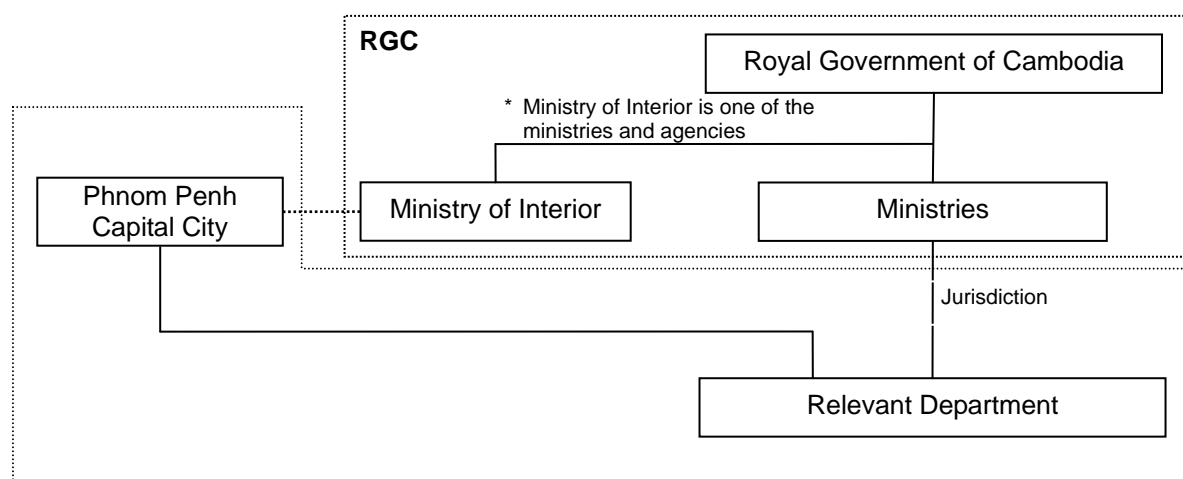 RGC
Royal Government of Cambodia
* Ministry of Interior is one of the
ministries and agencies
Phnom Penh
Capital City
Ministry of Interior
Ministries
Jurisdiction
Relevant Department